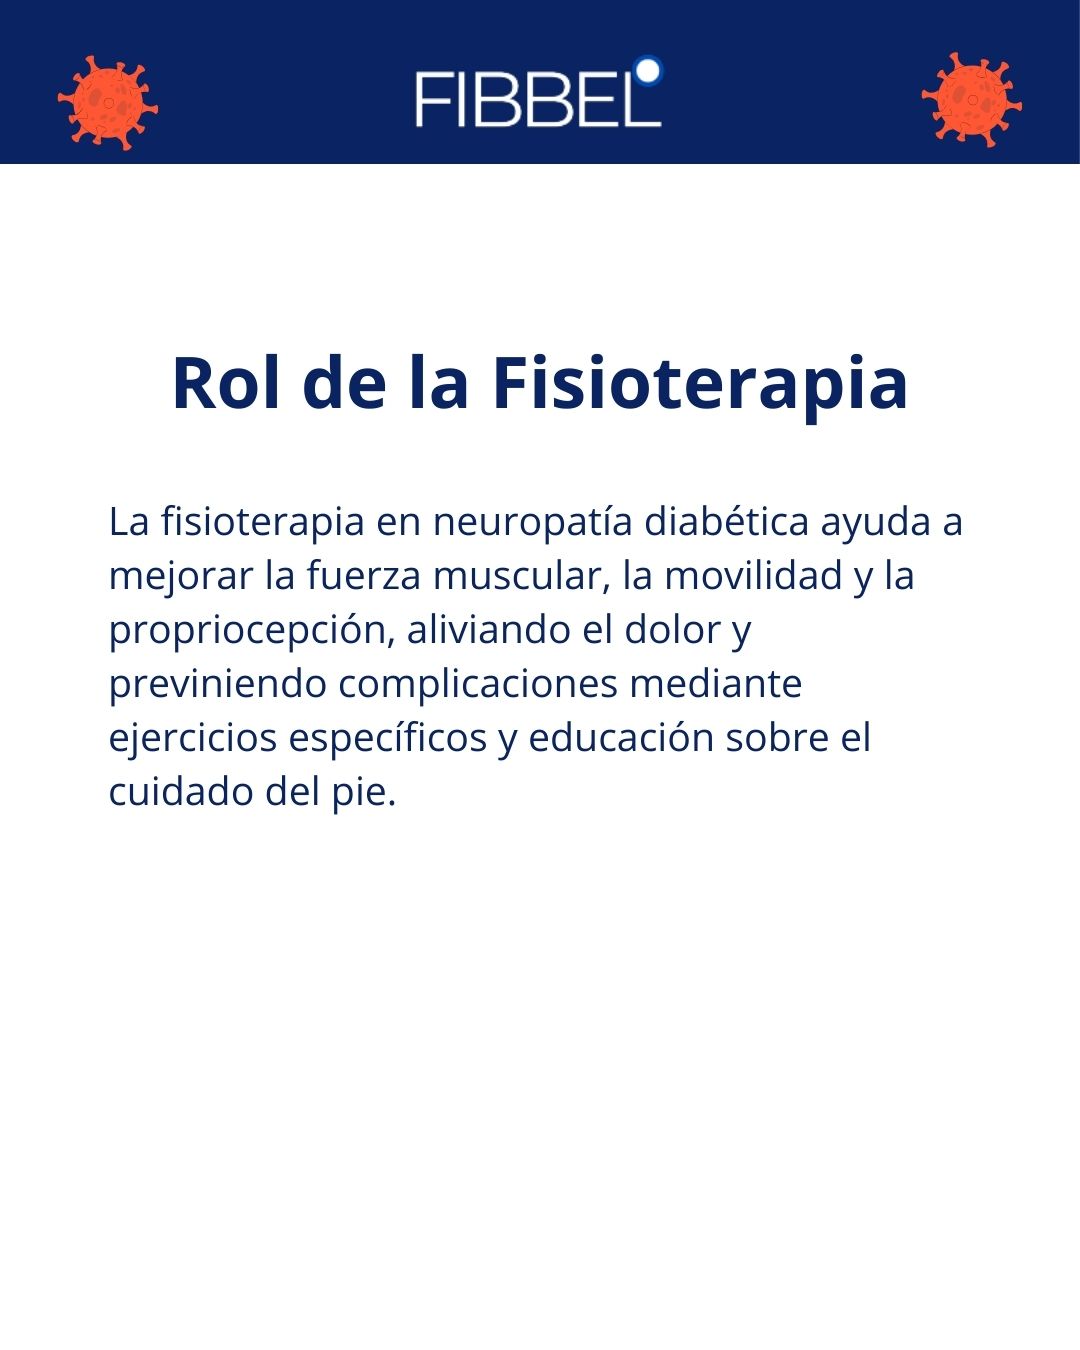 FIBBEL
Rol de la Fisioterapia
La fisioterapia en neuropatía diabética ayuda a
mejorar la fuerza muscular, la movilidad y la
propriocepción, aliviando el dolor y
previniendo complicaciones mediante
ejercicios específicos y educación sobre el
cuidado del pie.